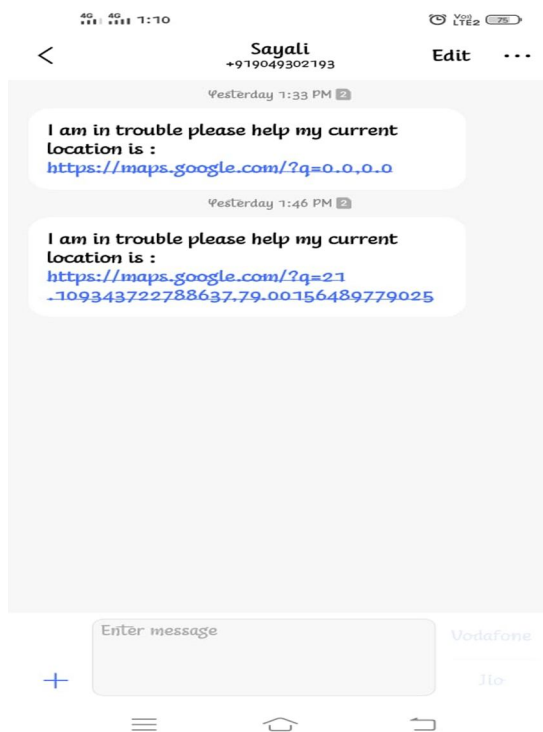 4G 4G 1:10 Vo) LTE2 75
Sayali
+919049302193
Edit
Yesterday 1:33 PM 2
I am in trouble please help my current
location is :
https://maps.google.com/?q=0.0,0.0
Yesterday 1:46 PM 2
I am in trouble please help my current
location is :
https://maps.google.com/?q=21
.109343722788637,79.00156489779025
Enter message
Vodafone
Jio